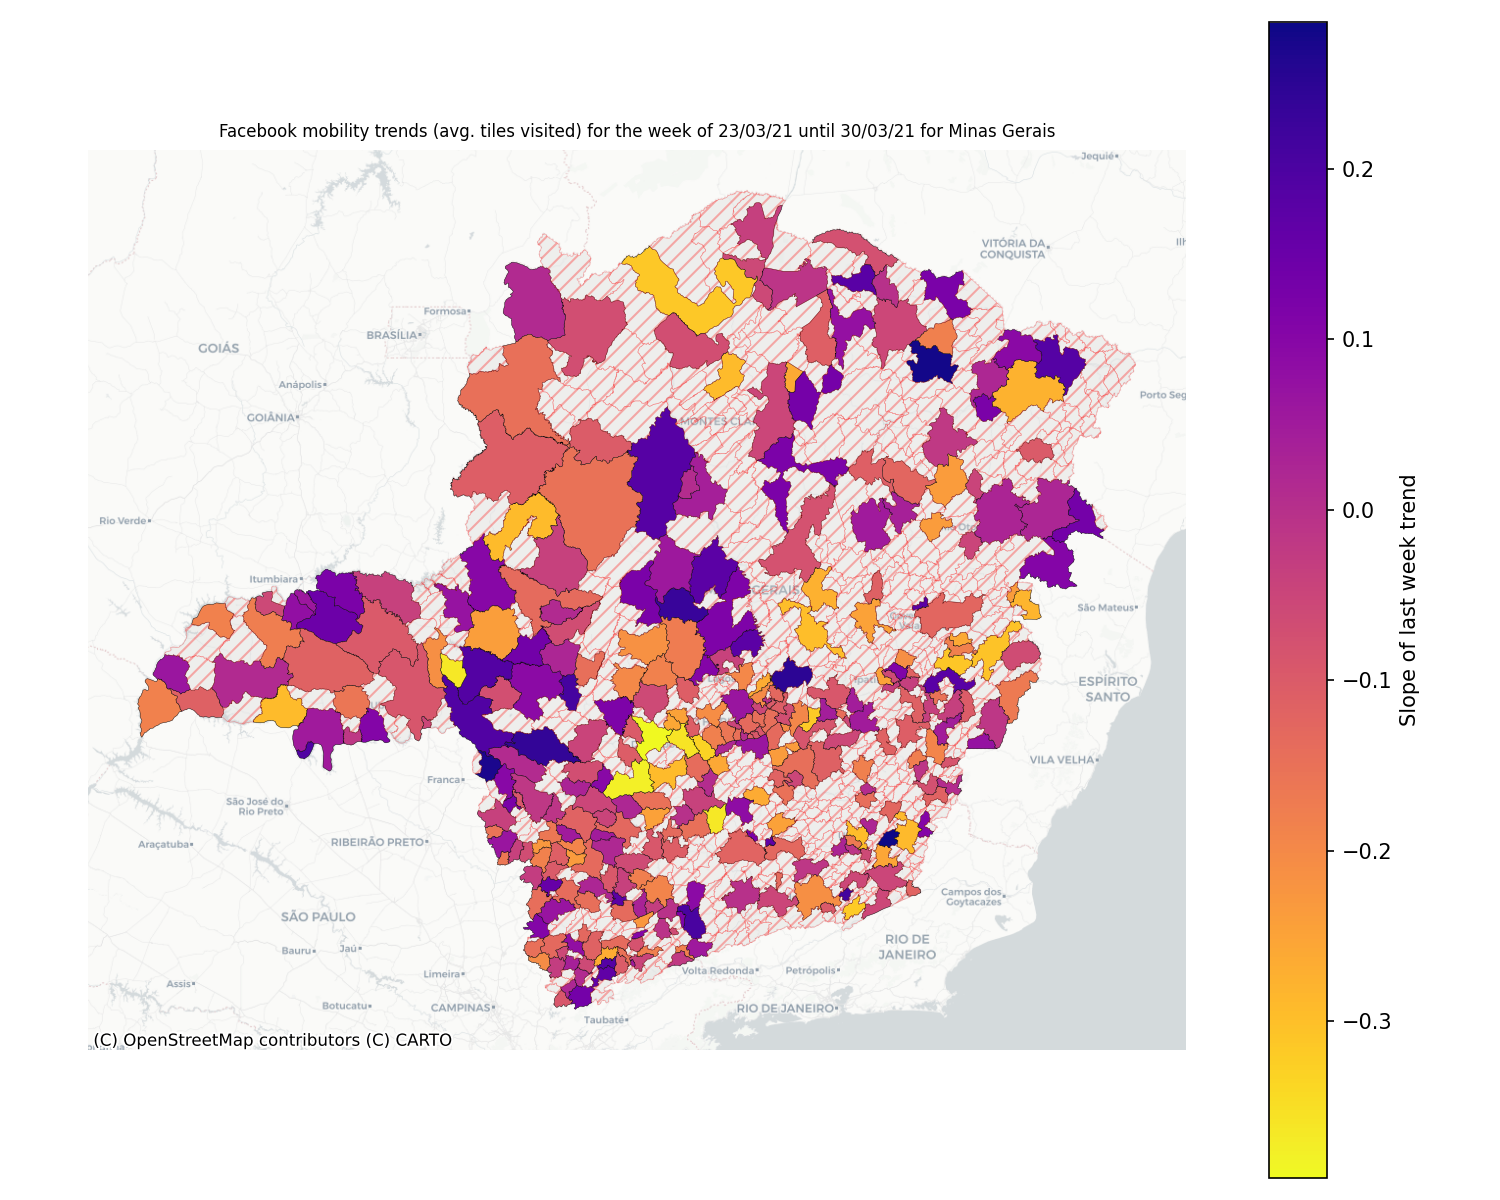 Facebook mobility trends (avg. tiles visited) for the week of 23/03/21 until 30/03/21 for Minas Gerais
Jequié
VITÓRIA DA
CONQUISTA
Formosa
BRASÍLIA
GOIÁS
Anápolis
GOIÂNIA
Porto Seg
MONTES CLA
Rio Verde
Itumbiara
GERAIS
São Mateus
ESPÍRITO
SANTO
VILA VELHA
Franca
São José do
Rio Preto
RIBEIRÃO PRETO
Araçatuba
Campos dos
Goytacazes
SÃO PAULO
RIO DE
JANEIRO
Bauru
Jaú
Limeira
Volta Redonda
Petrópolis
Assis
Botucatu
CAMPINAS
RIO DE JANEIRO
Taubaté
(C) OpenStreetMap contributors (C) CARTO
0.2
0.1
0.0
−0.1
−0.2
−0.3
Slope of last week trend